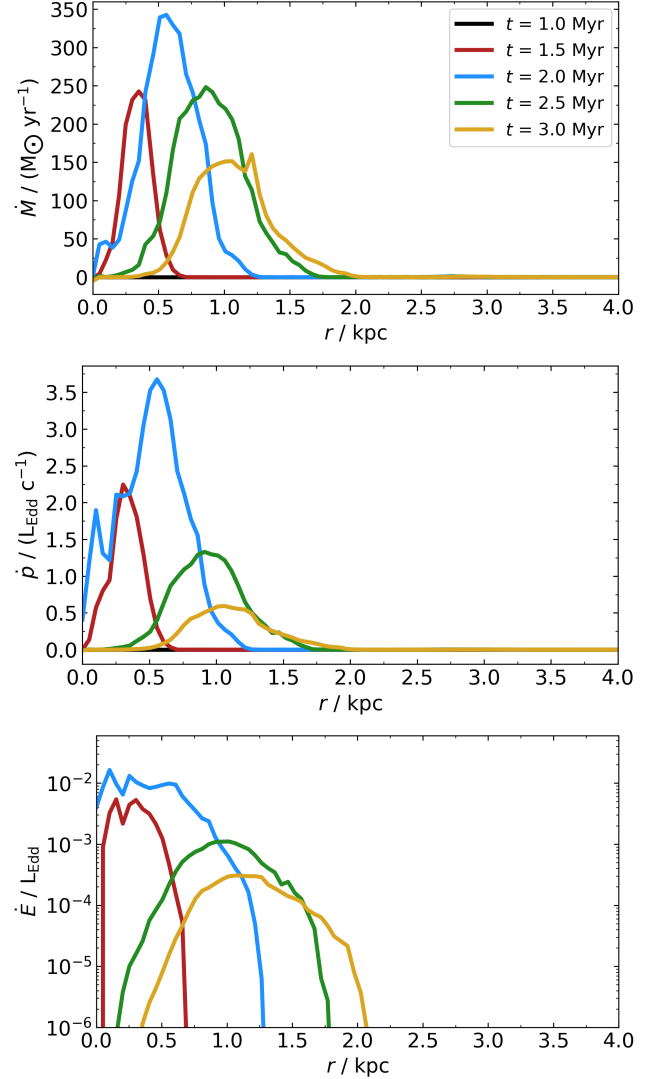 350
300
250
200
150
100
50
0
Ṁ / (M⊙ yr⁻¹)
t = 1.0 Myr
t = 1.5 Myr
t = 2.0 Myr
t = 2.5 Myr
t = 3.0 Myr
0.0 0.5 1.0 1.5 2.0 2.5 3.0 3.5 4.0
r / kpc
3.5
3.0
2.5
2.0
1.5
1.0
0.5
0.0
ṗ / (L_Edd c⁻¹)
0.0 0.5 1.0 1.5 2.0 2.5 3.0 3.5 4.0
r / kpc
10⁻²
10⁻³
10⁻⁴
10⁻⁵
10⁻⁶
Ė / L_Edd
0.0 0.5 1.0 1.5 2.0 2.5 3.0 3.5 4.0
r / kpc